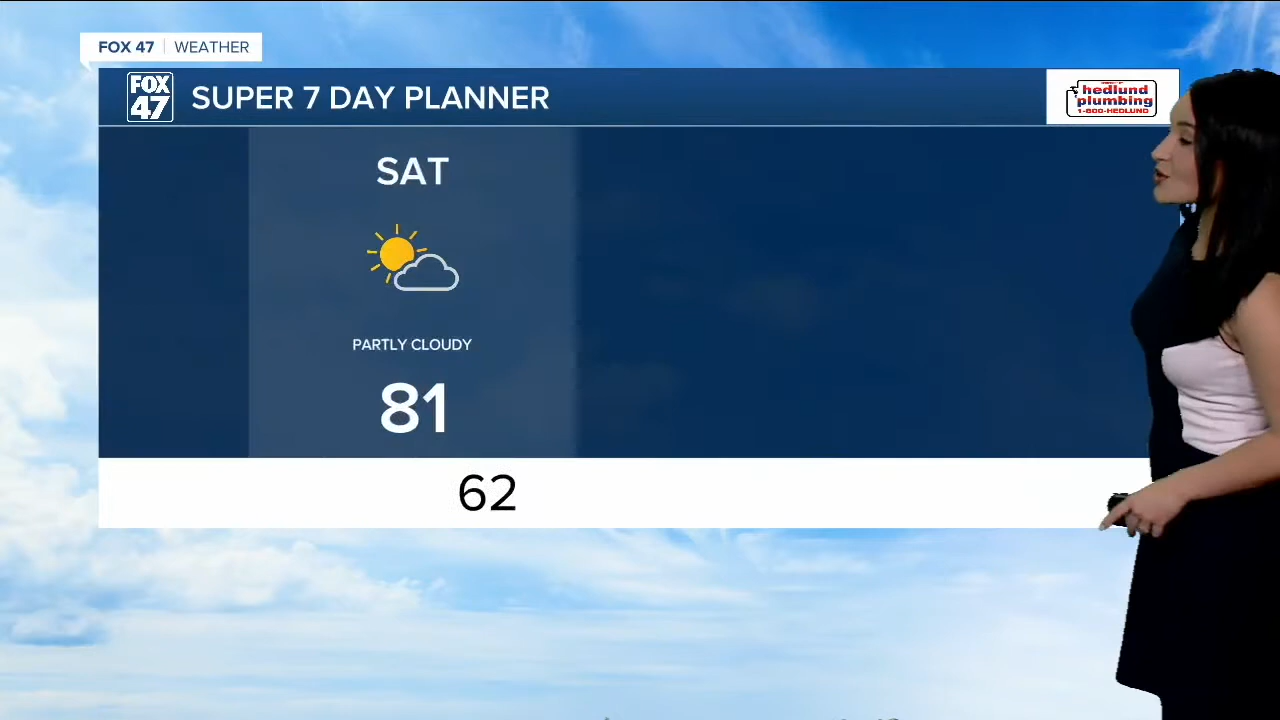 FOX 47 | WEATHER
FOX
47
SUPER 7 DAY PLANNER
hedlund
plumbing
1-800-HEDLUND
SAT
PARTLY CLOUDY
81
62